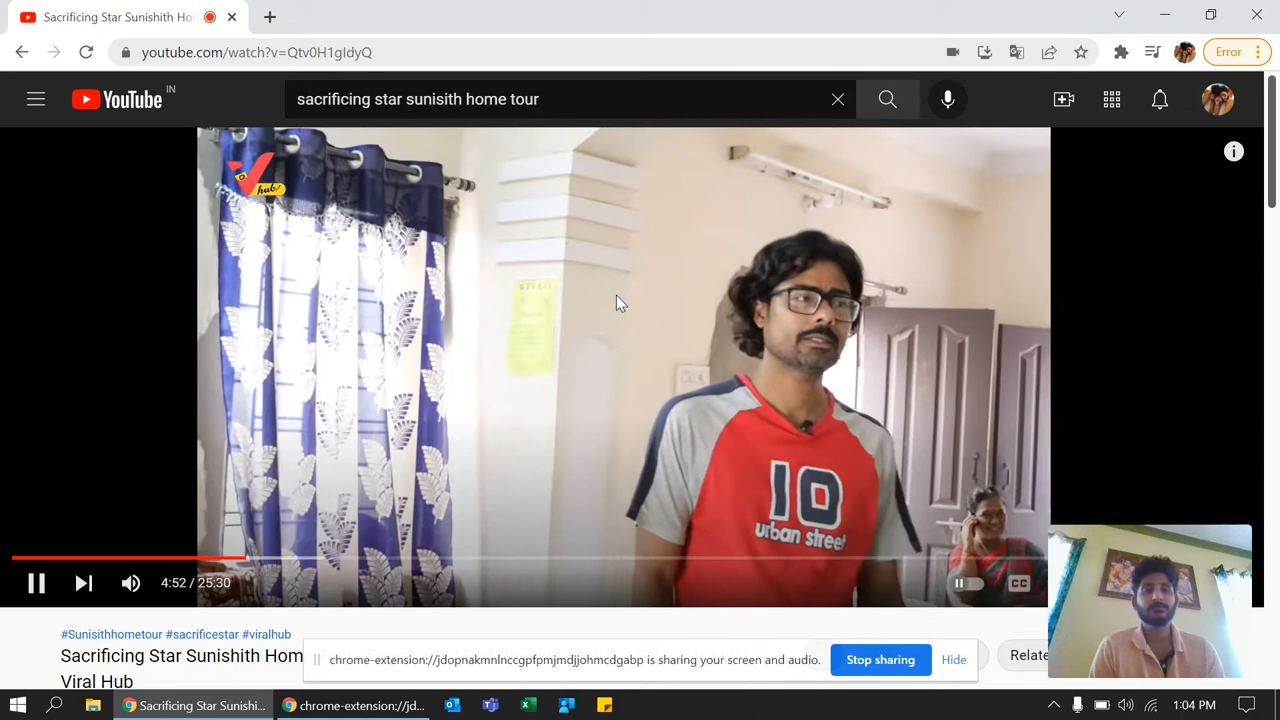 Sacrificing Star Sunishith Hor
youtube.com/watch?v=Qtv0H1gIdyQ
Error
YouTube IN
sacrificing star sunisith home tour
V
hub!
10
urban street
4:52 / 25:30
CC
#Sunisithhometour #sacrificestar #viralhub
Sacrificing Star Sunishith Hom
Viral Hub
chrome-extension://jdopnakmnlnccgpfpmjmdjjohmcdgabp is sharing your screen and audio.
Stop sharing
Hide
Relate
Sacrificing Star Sunishi...
chrome-extension://jd...
1:04 PM